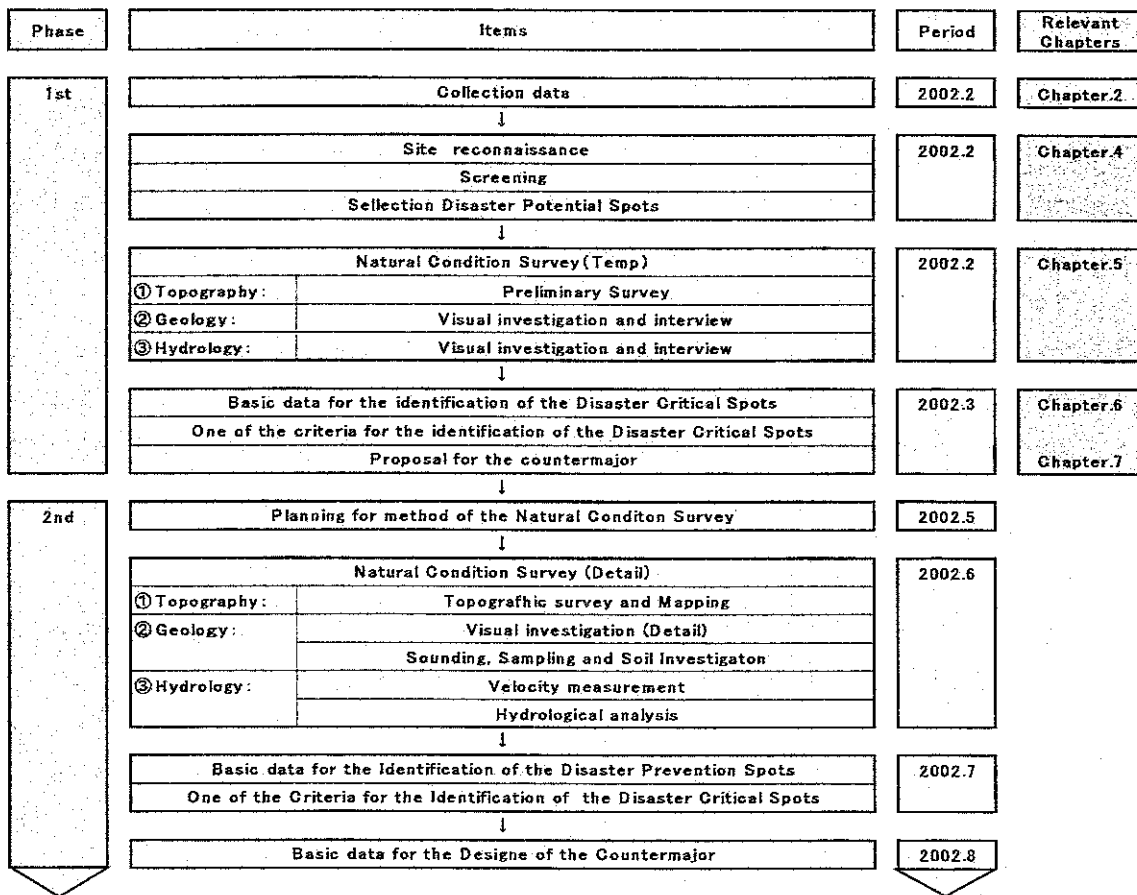 Phase Items Period Relevant Chapters
1st Collection data 2002.2 Chapter.2
↓
Site reconnaissance 2002.2 Chapter.4
Screening
Sellection Disaster Potential Spots
↓
Natural Condition Survey(Temp) 2002.2 Chapter.5
①Topography: Preliminary Survey
②Geology: Visual investigation and interview
③Hydrology: Visual investigation and interview
↓
Basic data for the identification of the Disaster Critical Spots 2002.3 Chapter.6
One of the criteria for the identification of the Disaster Critical Spots
Proposal for the countermajor Chapter.7
↓
2nd Planning for method of the Natural Conditon Survey 2002.5
↓
Natural Condition Survey (Detail) 2002.6
①Topography: Topografhic survey and Mapping
②Geology: Visual investigation (Detail)
Sounding, Sampling and Soil Investigaton
③Hydrology: Velocity measurement
Hydrological analysis
↓
Basic data for the Identification of the Disaster Prevention Spots 2002.7
One of the Criteria for the Identification of the Disaster Critical Spots
↓
Basic data for the Designe of the Countermajor 2002.8